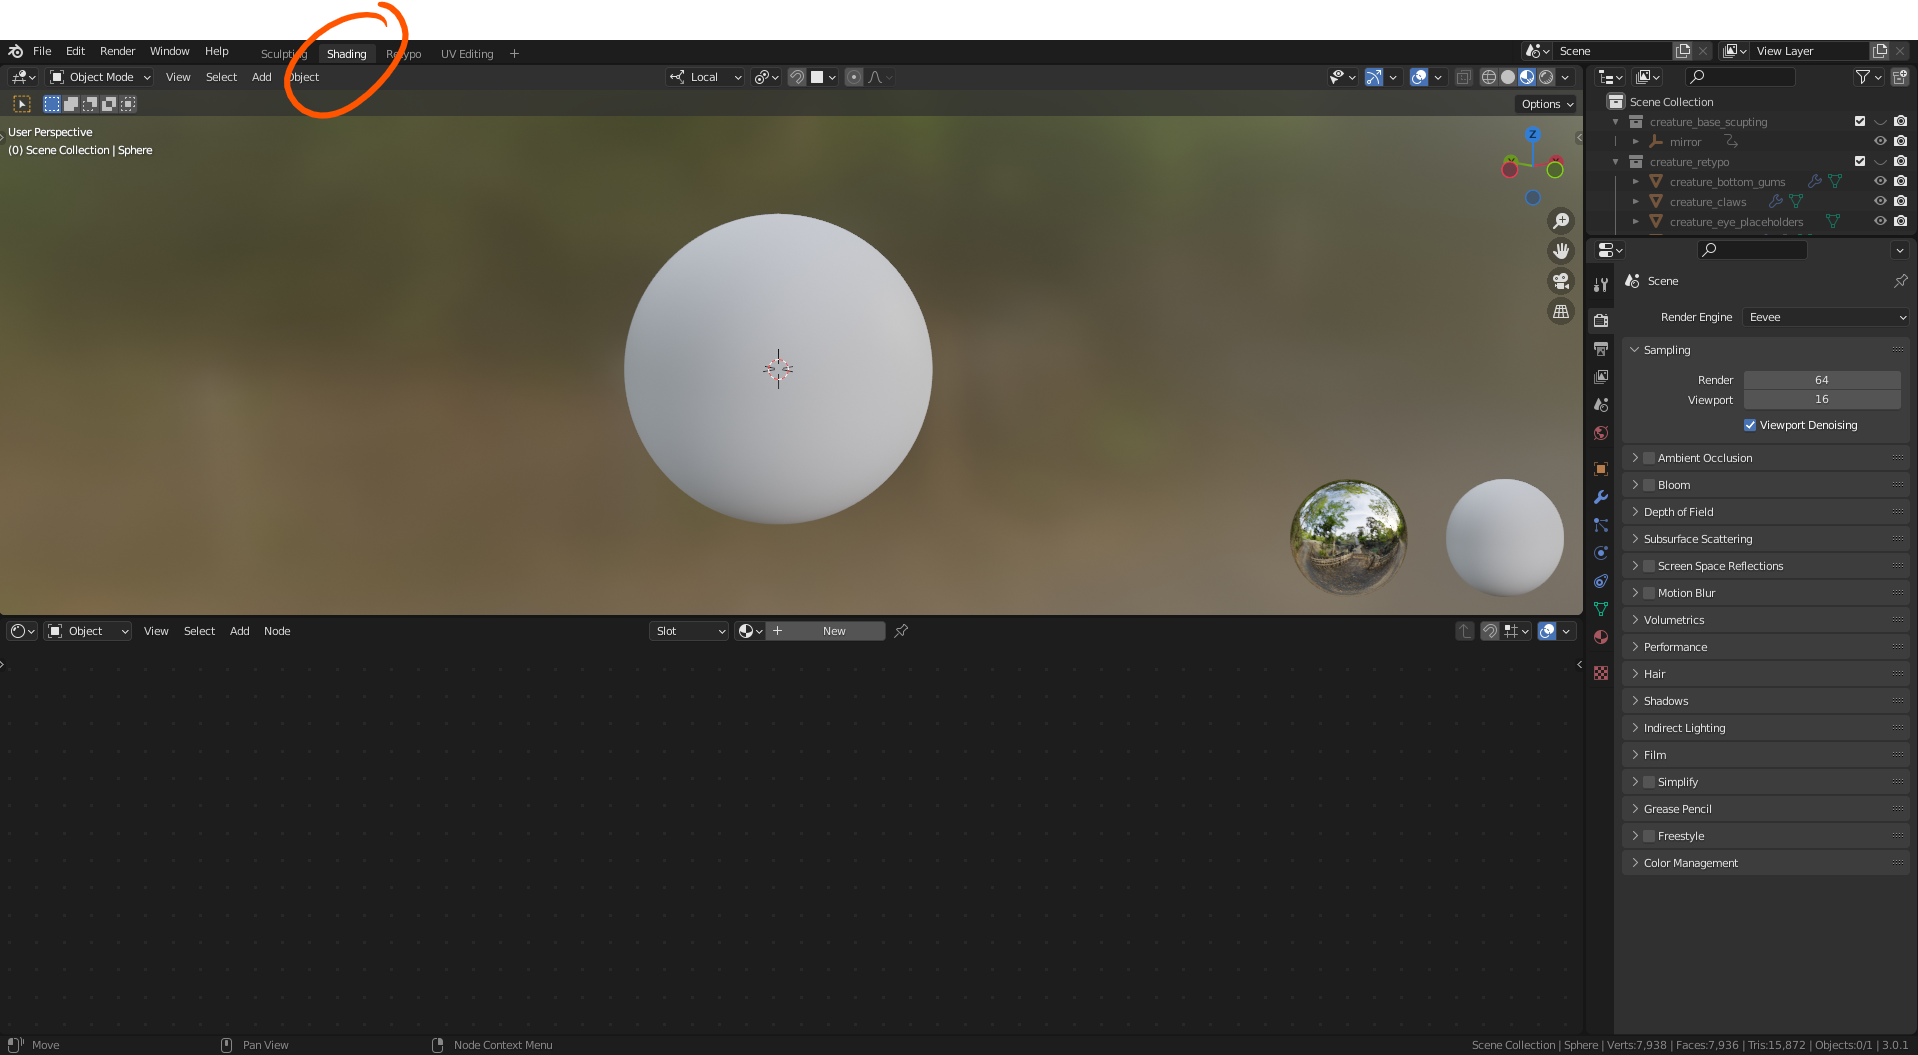 File Edit Render Window Help Sculpting Shading Retypo UV Editing + Scene View Layer
Object Mode View Select Add Object Local
Options
User Perspective
(0) Scene Collection | Sphere
Z
Scene Collection
creature_base_scupting
mirror
creature_retypo
creature_bottom_gums
creature_claws
creature_eye_placeholders
Scene
Render Engine Eevee
Sampling
Render 64
Viewport 16
Viewport Denoising
Ambient Occlusion
Bloom
Depth of Field
Subsurface Scattering
Screen Space Reflections
Motion Blur
Volumetrics
Performance
Hair
Shadows
Indirect Lighting
Film
Simplify
Grease Pencil
Freestyle
Color Management
Object View Select Add Node Slot + New
Move Pan View Node Context Menu Scene Collection | Sphere | Verts:7,938 | Faces:7,936 | Tris:15,872 | Objects:0/1 | 3.0.1